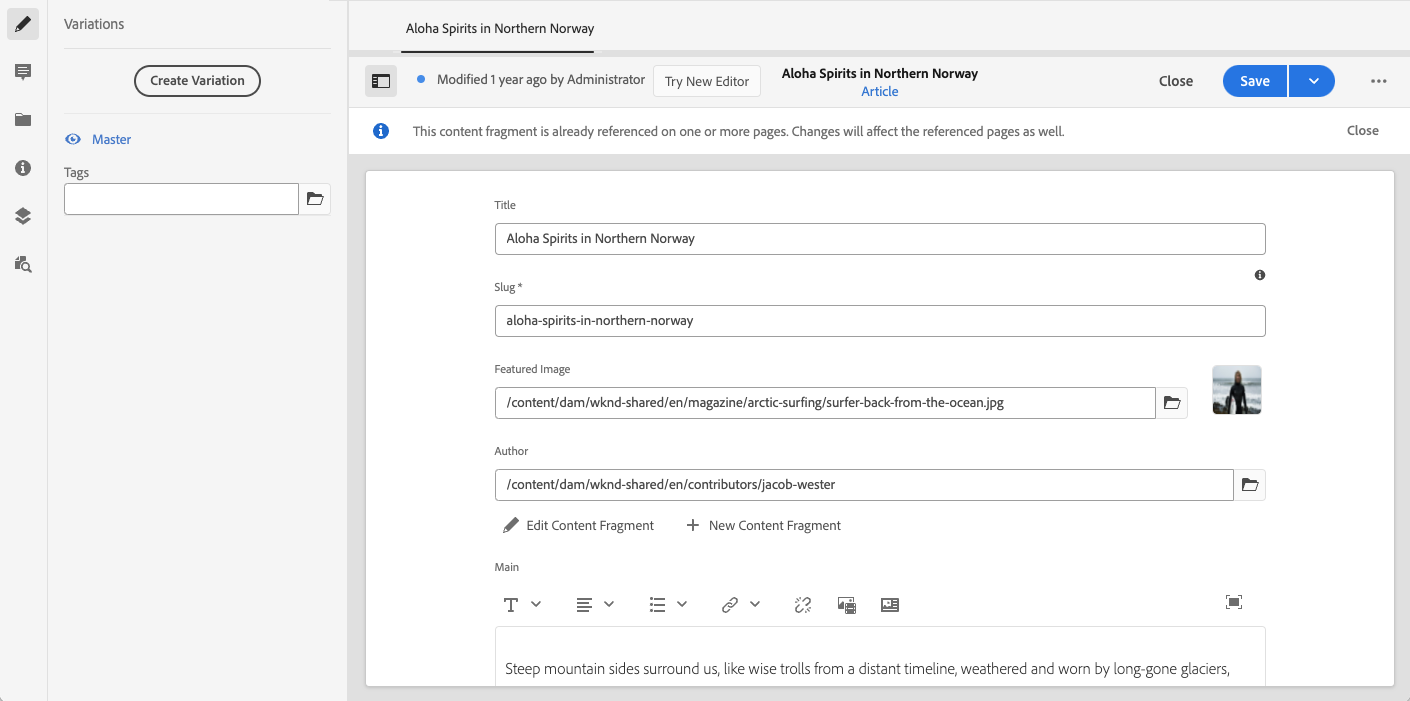 Variations
Create Variation
Master
Tags
Aloha Spirits in Northern Norway
Modified 1 year ago by Administrator
Try New Editor
Aloha Spirits in Northern Norway
Article
Close
Save
This content fragment is already referenced on one or more pages. Changes will affect the referenced pages as well.
Close
Title
Aloha Spirits in Northern Norway
Slug *
aloha-spirits-in-northern-norway
Featured Image
/content/dam/wknd-shared/en/magazine/arctic-surfing/surfer-back-from-the-ocean.jpg
Author
/content/dam/wknd-shared/en/contributors/jacob-wester
Edit Content Fragment
New Content Fragment
Main
Steep mountain sides surround us, like wise trolls from a distant timeline, weathered and worn by long-gone glaciers,